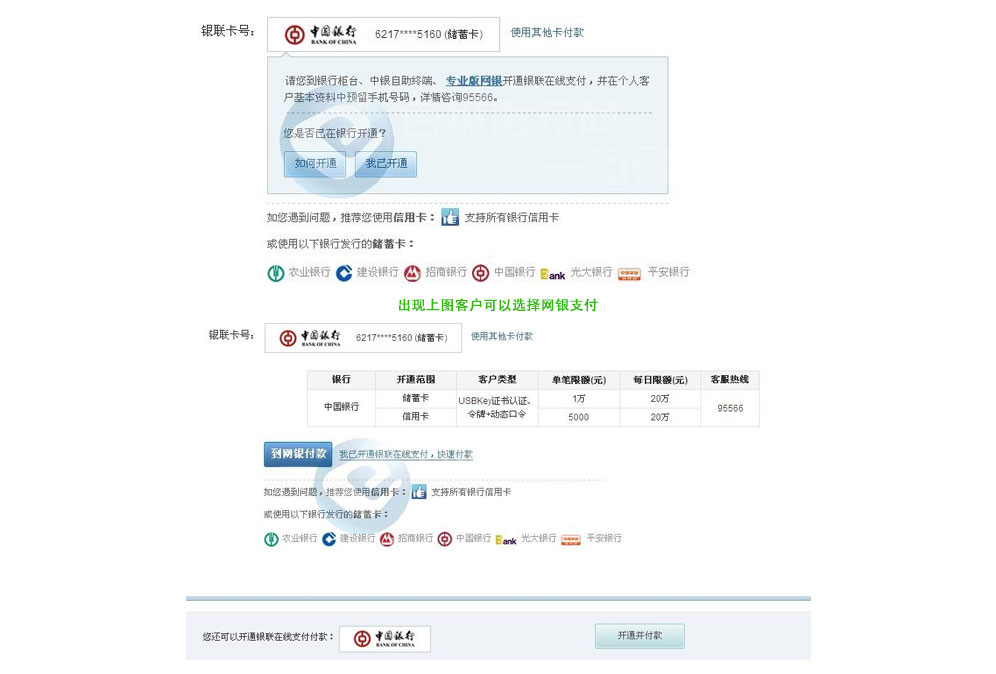 银联卡号： 中国银行 BANK OF CHINA 6217****5160 (储蓄卡) 使用其他卡付款
请您到银行柜台、中银自助终端、专业版网银开通银联在线支付，并在个人客
户基本资料中预留手机号码，详情咨询95566。
您是否已在银行开通？
如何开通 我已开通
如您遇到问题，推荐您使用信用卡： 支持所有银行信用卡
或使用以下银行发行的储蓄卡：
农业银行 建设银行 招商银行 中国银行 Bank 光大银行 平安银行
出现上图客户可以选择网银支付
银联卡号： 中国银行 BANK OF CHINA 6217****5160 (储蓄卡) 使用其他卡付款
银行 开通范围 客户类型 单笔限额(元) 每日限额(元) 客服热线
中国银行 储蓄卡 USBKey证书认证、 1万 20万 95566
信用卡 令牌+动态口令 5000 20万
到网银付款 我已开通银联在线支付，快速付款
如您遇到问题，推荐您使用信用卡： 支持所有银行信用卡
或使用以下银行发行的储蓄卡：
农业银行 建设银行 招商银行 中国银行 Bank 光大银行 平安银行
您还可以开通银联在线支付付款： 中国银行 BANK OF CHINA 开通并付款